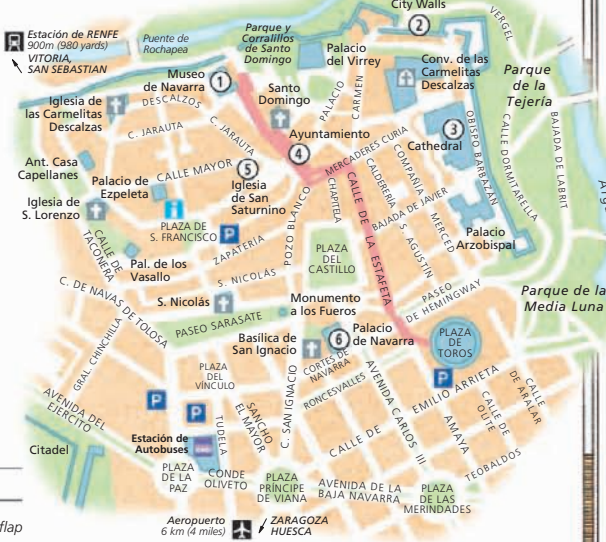 City Walls
2
VERGEL
Estación de RENFE
900m (980 yards)
VITORIA,
SAN SEBASTIAN
Puente de
Rochapea
Parque y
Corralillos
de Santo
Domingo
Palacio
del Virrey
Conv. de las
Carmelitas
Descalzas
Parque
de la
Tejería
Museo
de Navarra
1
Santo
Domingo
PALACIO
CARMEN
Iglesia de
las Carmelitas
Descalzas
DESCALZOS
C. JARAUTA
C. JARAUTA
Ayuntamiento
4
MERCADERES CURIA
3
Cathedral
OBISPO BARBAZÁN
CALLE DORMITARELLA
BAJADA DE LABRIT
Ant. Casa
Capellanes
CALLE MAYOR
5
Iglesia
de San
Saturnino
Palacio de
Ezpeleta
Iglesia de
S. Lorenzo
i
PLAZA DE
S. FRANCISCO
P
POZO BLANCO
CHAPITELA
CALLE DE LA ESTAFETA
CALDERERÍA
COMPAÑIA
BAJADA DE JAVIER
S. AGUSTIN
MERCED
Palacio
Arzobispal
CALLE DE
TACONERA
ZAPATERIA
Pal. de los
Vasallo
S. NICOLÁS
PLAZA
DEL
CASTILLO
PASEO
DE HEMINGWAY
Parque de la
Media Luna
C. DE NAVAS DE TOLOSA
S. Nicolás
Monumento
a los Fueros
PASEO SARASATE
Basílica de
San Ignacio
6
Palacio
de Navarra
PLAZA
DE
TOROS
GRAL. CHINCHILLA
PLAZA
DEL
VÍNCULO
CORTES DE
NAVARRA
RONCESVALLES
P
EMILIO ARRIETA
CALLE
DE ARALAR
AVENIDA DEL
EJERCITO
P
P
SANCHO
EL MAYOR
C. SAN IGNACIO
AVENIDA CARLOS III
CALLE DE
AMAYA
CALLE DE
OLITE
Citadel
Estación de
Autobuses
TUDELA
TEOBALDOS
PLAZA
DE LA
PAZ
CONDE
OLIVETO
PLAZA
PRÍNCIPE
DE VIANA
AVENIDA DE LA
BAJA NAVARRA
PLAZA
DE LAS
MERINDADES
flap
Aeropuerto
6 km (4 miles)
ZARAGOZA
HUESCA